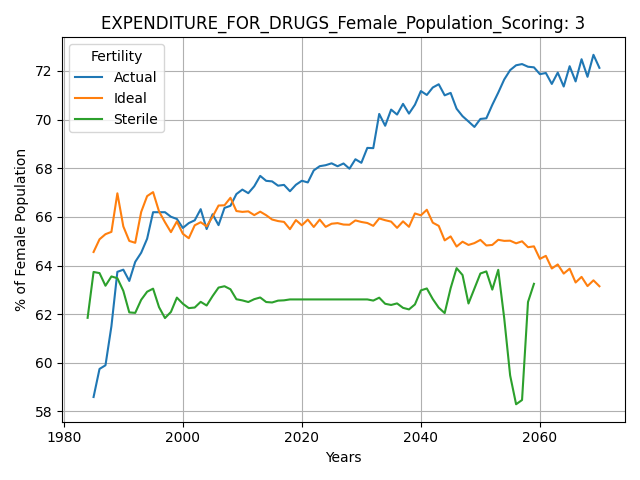 EXPENDITURE_FOR_DRUGS_Female_Population_Scoring: 3
Fertility
Actual
Ideal
Sterile
% of Female Population
72
70
68
66
64
62
60
58
1980
2000
2020
2040
2060
Years